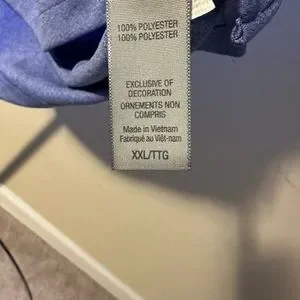 100% POLYESTER
100% POLYESTER
EXCLUSIVE OF
DECORATION
ORNEMENTS NON
COMPRIS
Made in Vietnam
Fabriqué au Viêt-nam
XXL/TTG